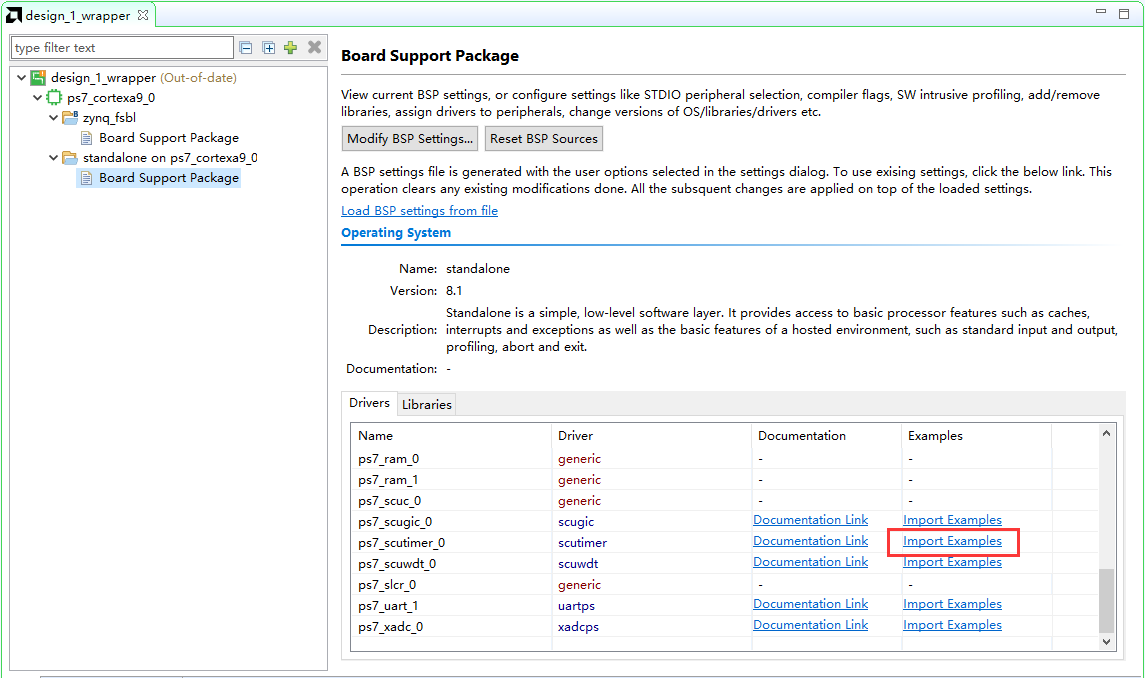 design_1_wrapper
type filter text
design_1_wrapper (Out-of-date)
ps7_cortexa9_0
zynq_fsbl
Board Support Package
standalone on ps7_cortexa9_0
Board Support Package
Board Support Package
View current BSP settings, or configure settings like STDIO peripheral selection, compiler flags, SW intrusive profiling, add/remove
libraries, assign drivers to peripherals, change versions of OS/libraries/drivers etc.
Modify BSP Settings... Reset BSP Sources
A BSP settings file is generated with the user options selected in the settings dialog. To use exising settings, click the below link. This
operation clears any existing modifications done. All the subsquent changes are applied on top of the loaded settings.
Load BSP settings from file
Operating System
Name: standalone
Version: 8.1
Standalone is a simple, low-level software layer. It provides access to basic processor features such as caches,
Description: interrupts and exceptions as well as the basic features of a hosted environment, such as standard input and output,
profiling, abort and exit.
Documentation: -
Drivers Libraries
Name Driver Documentation Examples
ps7_ram_0 generic - -
ps7_ram_1 generic - -
ps7_scuc_0 generic - -
ps7_scugic_0 scugic Documentation Link Import Examples
ps7_scutimer_0 scutimer Documentation Link Import Examples
ps7_scuwdt_0 scuwdt Documentation Link Import Examples
ps7_slcr_0 generic - -
ps7_uart_1 uartps Documentation Link Import Examples
ps7_xadc_0 xadcps Documentation Link Import Examples